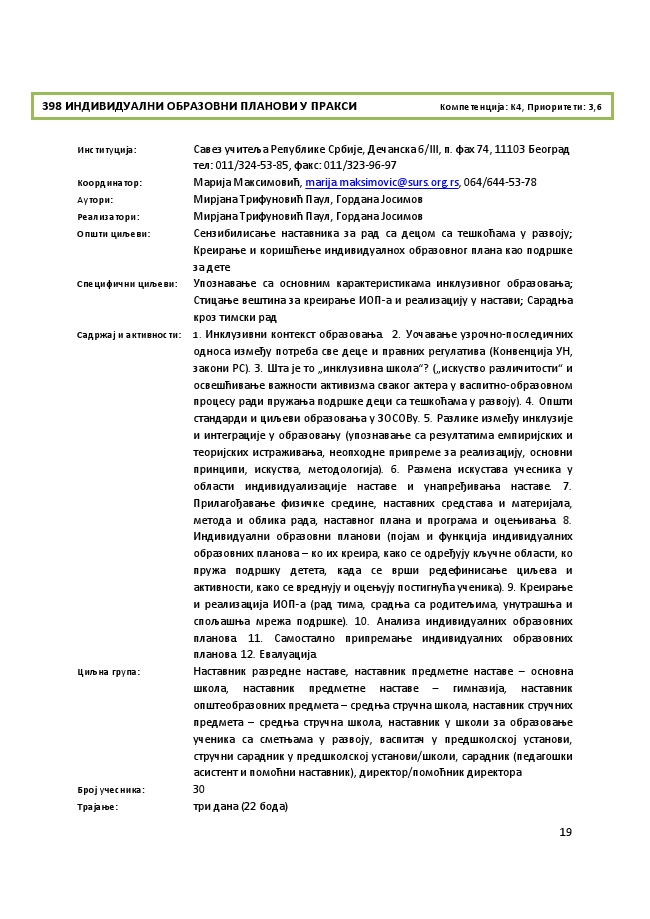 398 ИНДИВИДУАЛНИ ОБРАЗОВНИ ПЛАНОВИ У ПРАКСИ Компетенција: К4, Приоритети: 3,6
Институција: Савез учитеља Републике Србије, Дечанска 6/III, п. фах 74, 11103 Београд
тел: 011/324-53-85, факс: 011/323-96-97
Координатор: Марија Максимовић, marija.maksimovic@surs.org.rs, 064/644-53-78
Аутори: Мирјана Трифуновић Паул, Гордана Јосимов
Реализатори: Мирјана Трифуновић Паул, Гордана Јосимов
Општи циљеви: Сензибилисање наставника за рад са децом са тешкоћама у развоју;
Креирање и коришћење индивидуалнох образовног плана као подршке
за дете
Специфични циљеви: Упознавање са основним карактеристикама инклузивног образовања;
Стицање вештина за креирање ИОП-а и реализацију у настави; Сарадња
кроз тимски рад
Садржај и активности: 1. Инклузивни контекст образовања. 2. Уочавање узрочно-последичних
односа између потреба све деце и правних регулатива (Конвенција УН,
закони РС). 3. Шта је то „инклузивна школа“? („искуство различитости“ и
освешћивање важности активизма сваког актера у васпитно-образовном
процесу ради пружања подршке деци са тешкоћама у развоју). 4. Општи
стандарди и циљеви образовања у ЗОСОВу. 5. Разлике између инклузије
и интеграције у образовању (упознавање са резултатима емпиријских и
теоријских истраживања, неопходне припреме за реализацију, основни
принципи, искуства, методологија). 6. Размена искустава учесника у
области индивидуализације наставе и унапређивања наставе. 7.
Прилагођавање физичке средине, наставних средстава и материјала,
метода и облика рада, наставног плана и програма и оцењивања. 8.
Индивидуални образовни планови (појам и функција индивидуалних
образовних планова – ко их креира, како се одређују кључне области, ко
пружа подршку детета, када се врши редефинисање циљева и
активности, како се вреднују и оцењују постигнућа ученика). 9. Креирање
и реализација ИОП-а (рад тима, срадња са родитељима, унутрашња и
спољашња мрежа подршке). 10. Анализа индивидуалних образовних
планова. 11. Самостално припремање индивидуалних образовних
планова. 12. Евалуација.
Циљна група: Наставник разредне наставе, наставник предметне наставе – основна
школа, наставник предметне наставе – гимназија, наставник
општеобразовних предмета – средња стручна школа, наставник стручних
предмета – средња стручна школа, наставник у школи за образовање
ученика са сметњама у развоју, васпитач у предшколској установи,
стручни сарадник у предшколској установи/школи, сарадник (педагошки
асистент и помоћни наставник), директор/помоћник директора
Број учесника: 30
Трајање: три дана (22 бода)
19